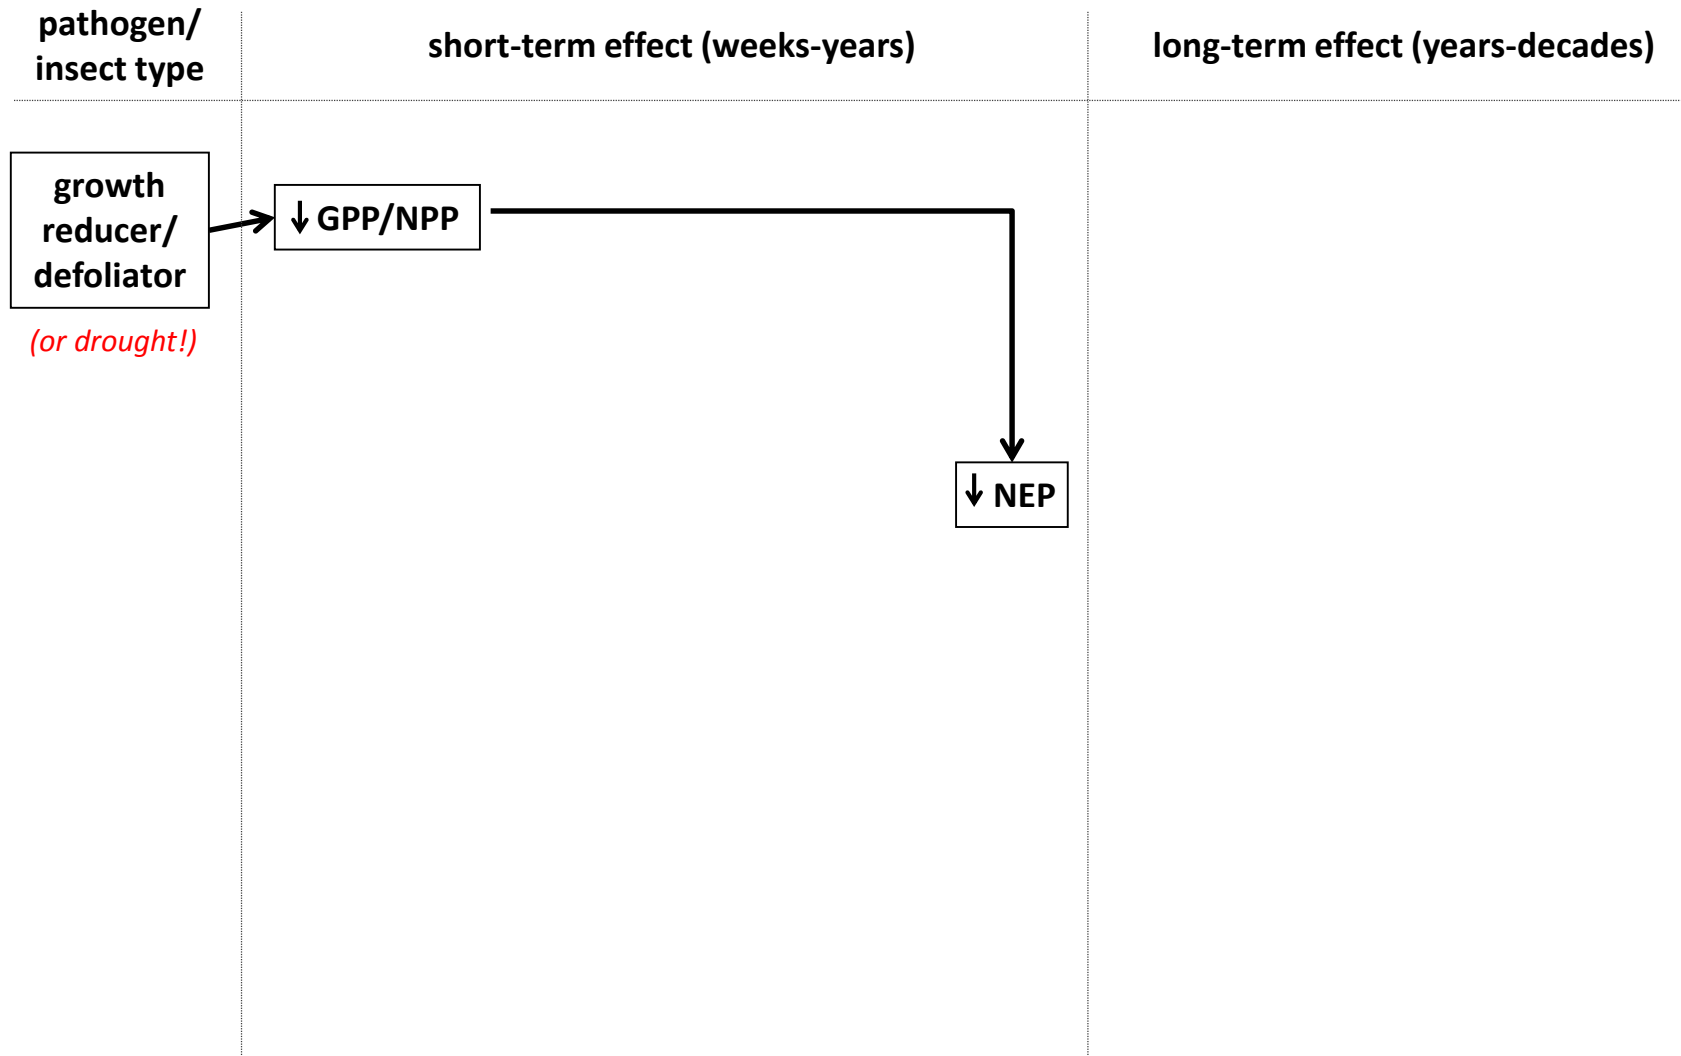 pathogen/
insect type
short-term effect (weeks-years)
long-term effect (years-decades)
growth
reducer/
defoliator
(or drought!)
↓ GPP/NPP
↓ NEP